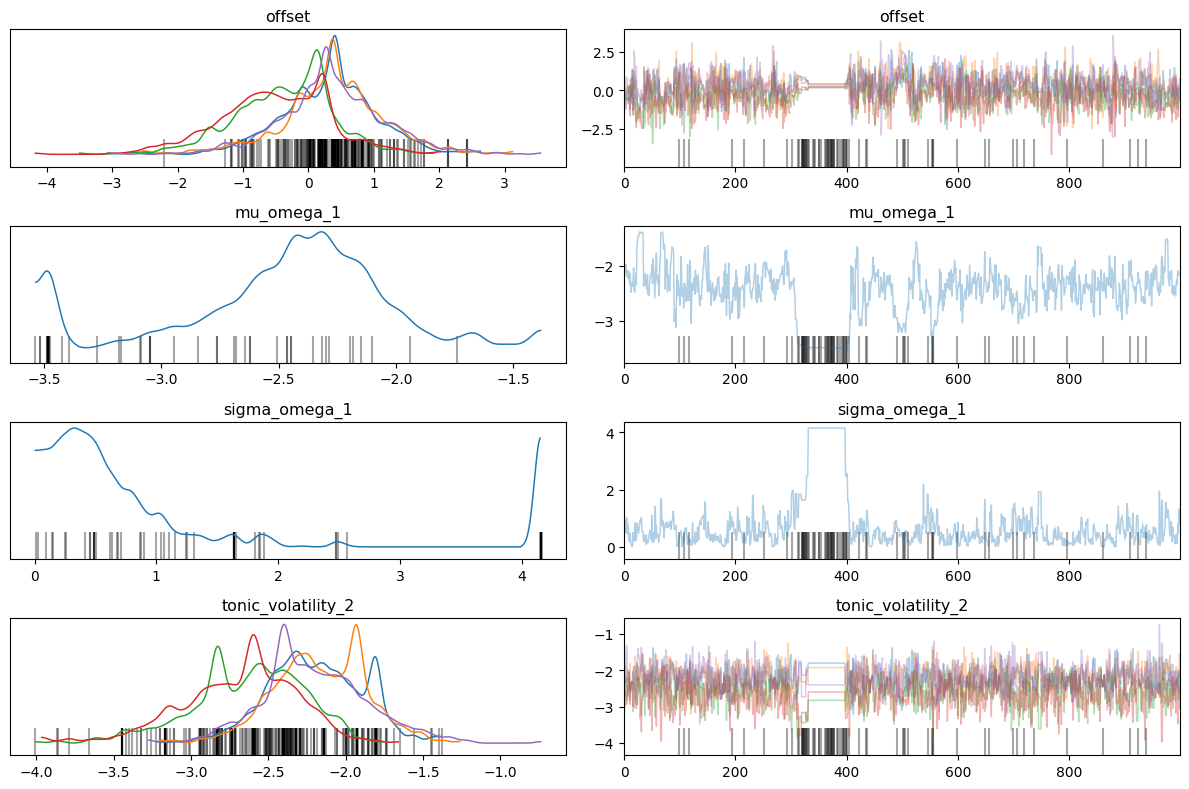 offset offset
−4 −3 −2 −1 0 1 2 3
2.5
0.0
−2.5
0 200 400 600 800
mu_omega_1 mu_omega_1
−3.5 −3.0 −2.5 −2.0 −1.5
−2
−3
0 200 400 600 800
sigma_omega_1 sigma_omega_1
0 1 2 3 4
4
2
0
0 200 400 600 800
tonic_volatility_2 tonic_volatility_2
−4.0 −3.5 −3.0 −2.5 −2.0 −1.5 −1.0
−1
−2
−3
−4
0 200 400 600 800